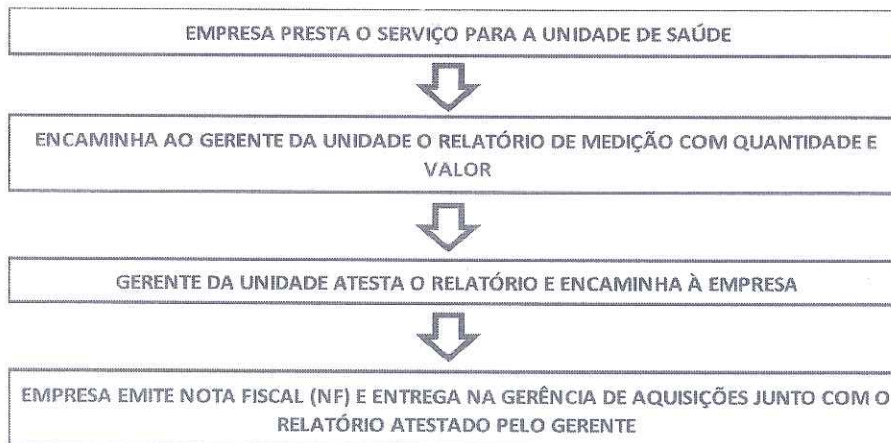 EMPRESA PRESTA O SERVIÇO PARA A UNIDADE DE SAÚDE
ENCAMINHA AO GERENTE DA UNIDADE O RELATÓRIO DE MEDIÇÃO COM QUANTIDADE E
VALOR
GERENTE DA UNIDADE ATESTA O RELATÓRIO E ENCAMINHA À EMPRESA
EMPRESA EMITE NOTA FISCAL (NF) E ENTREGA NA GERÊNCIA DE AQUISIÇÕES JUNTO COM O
RELATÓRIO ATESTADO PELO GERENTE